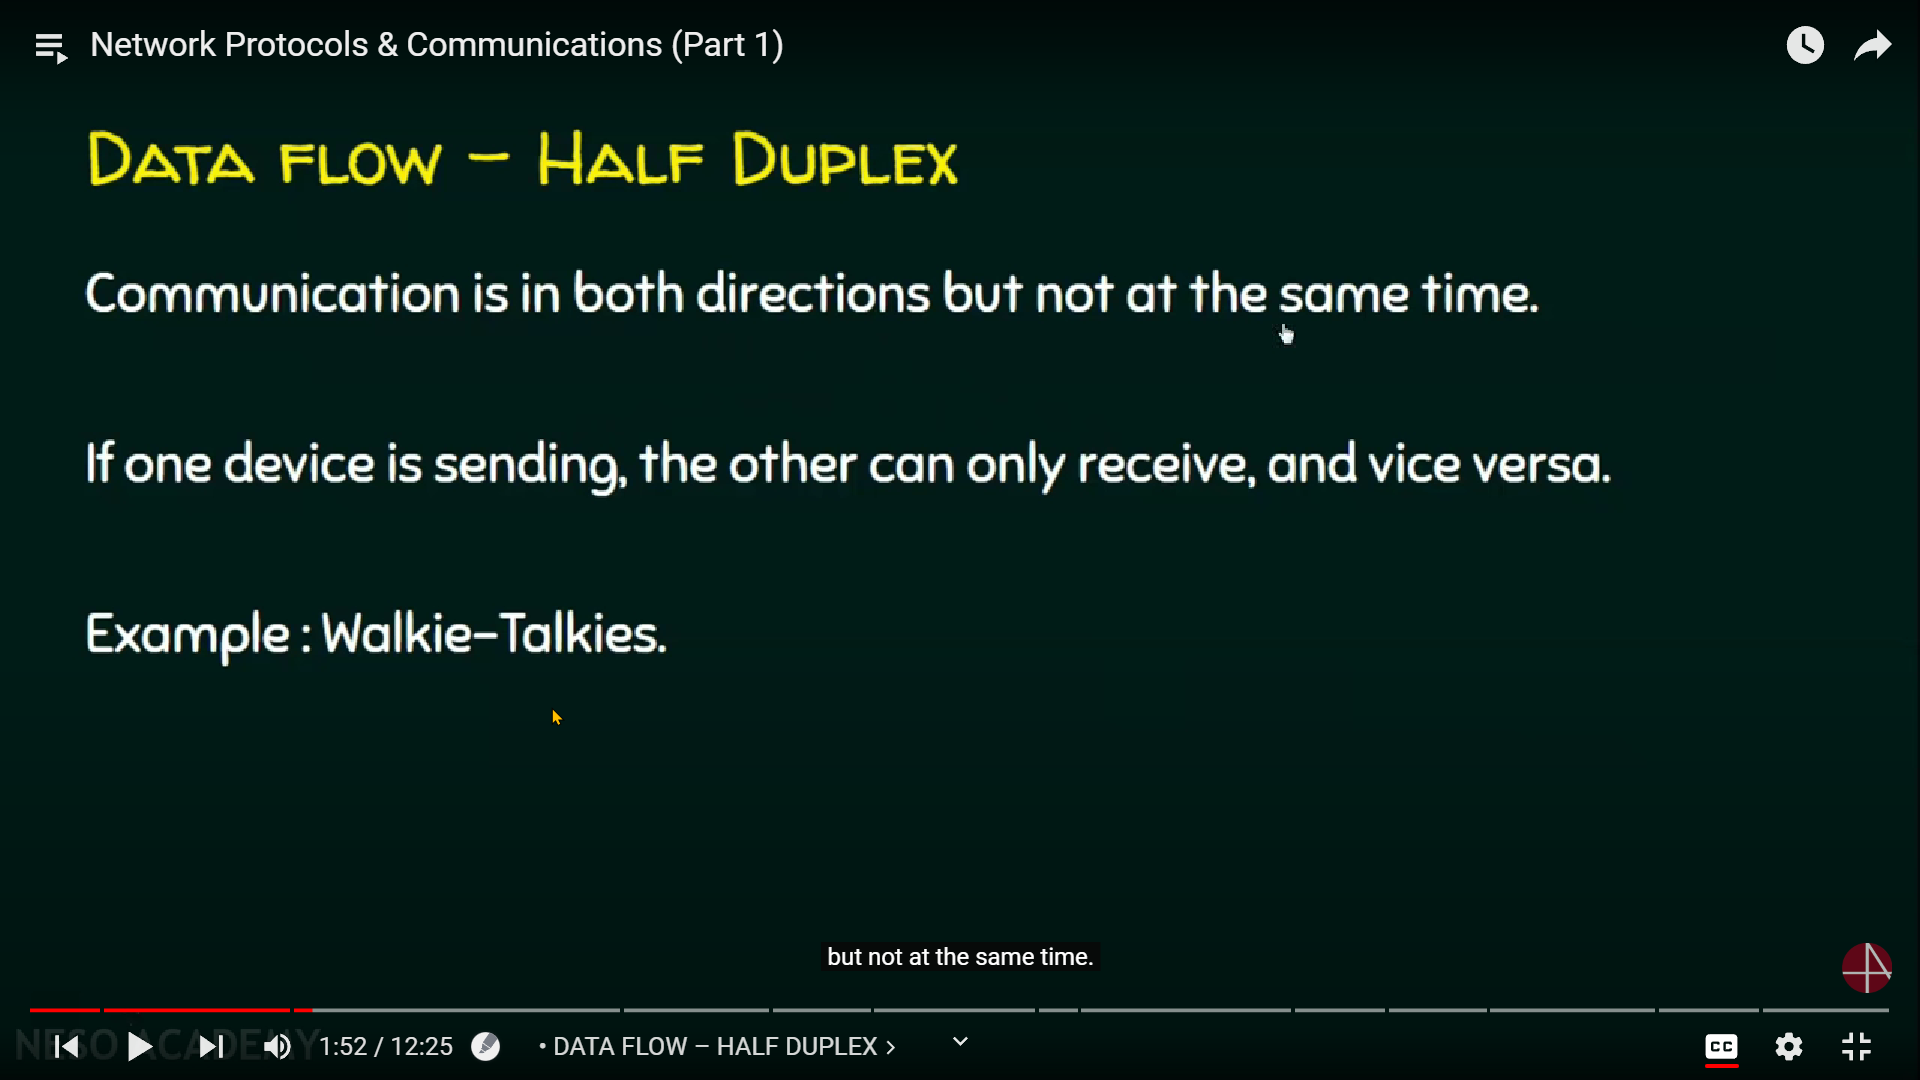 Network Protocols & Communications (Part 1)
DATA FLOW – HALF DUPLEX
Communication is in both directions but not at the same time.
If one device is sending, the other can only receive, and vice versa.
Example : Walkie-Talkies.
but not at the same time.
NESO ACADEMY
1:52 / 12:25 • DATA FLOW – HALF DUPLEX
CC